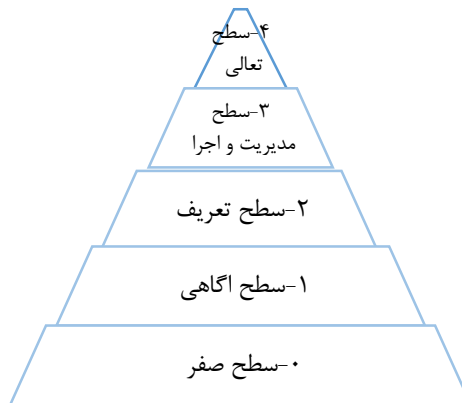 ۴-سطح
تعالی
۳-سطح
مدیریت و اجرا
۲-سطح تعریف
۱-سطح اگاهی
۰-سطح صفر